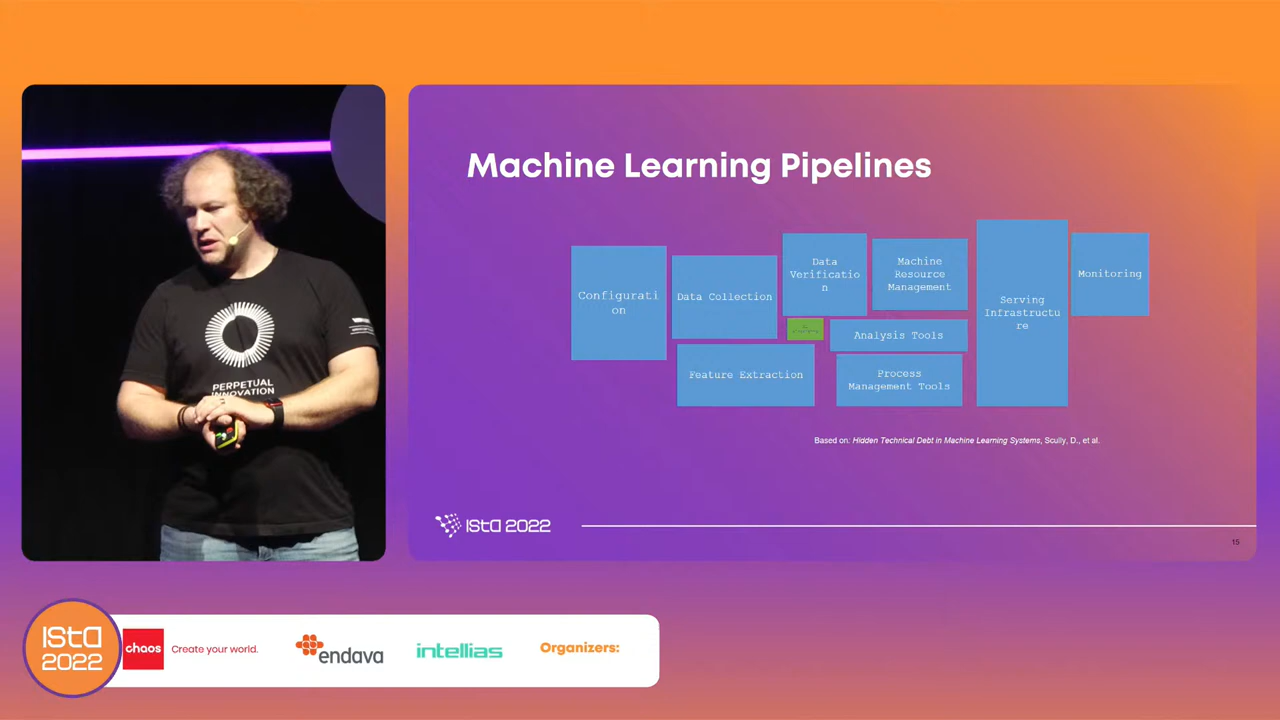 Machine Learning Pipelines
Configurati
on
Data Collection
Data
Verificatio
n
Machine
Resource
Management
Serving
Infrastructu
re
Monitoring
Analysis Tools
Feature Extraction
Process
Management Tools
Based on: Hidden Technical Debt in Machine Learning Systems, Scully, D., et al.
ISTA 2022
15
PERPETUAL
INNOVATION
ISTA
2022
chaos
Create your world.
endava
intellias
Organizers: